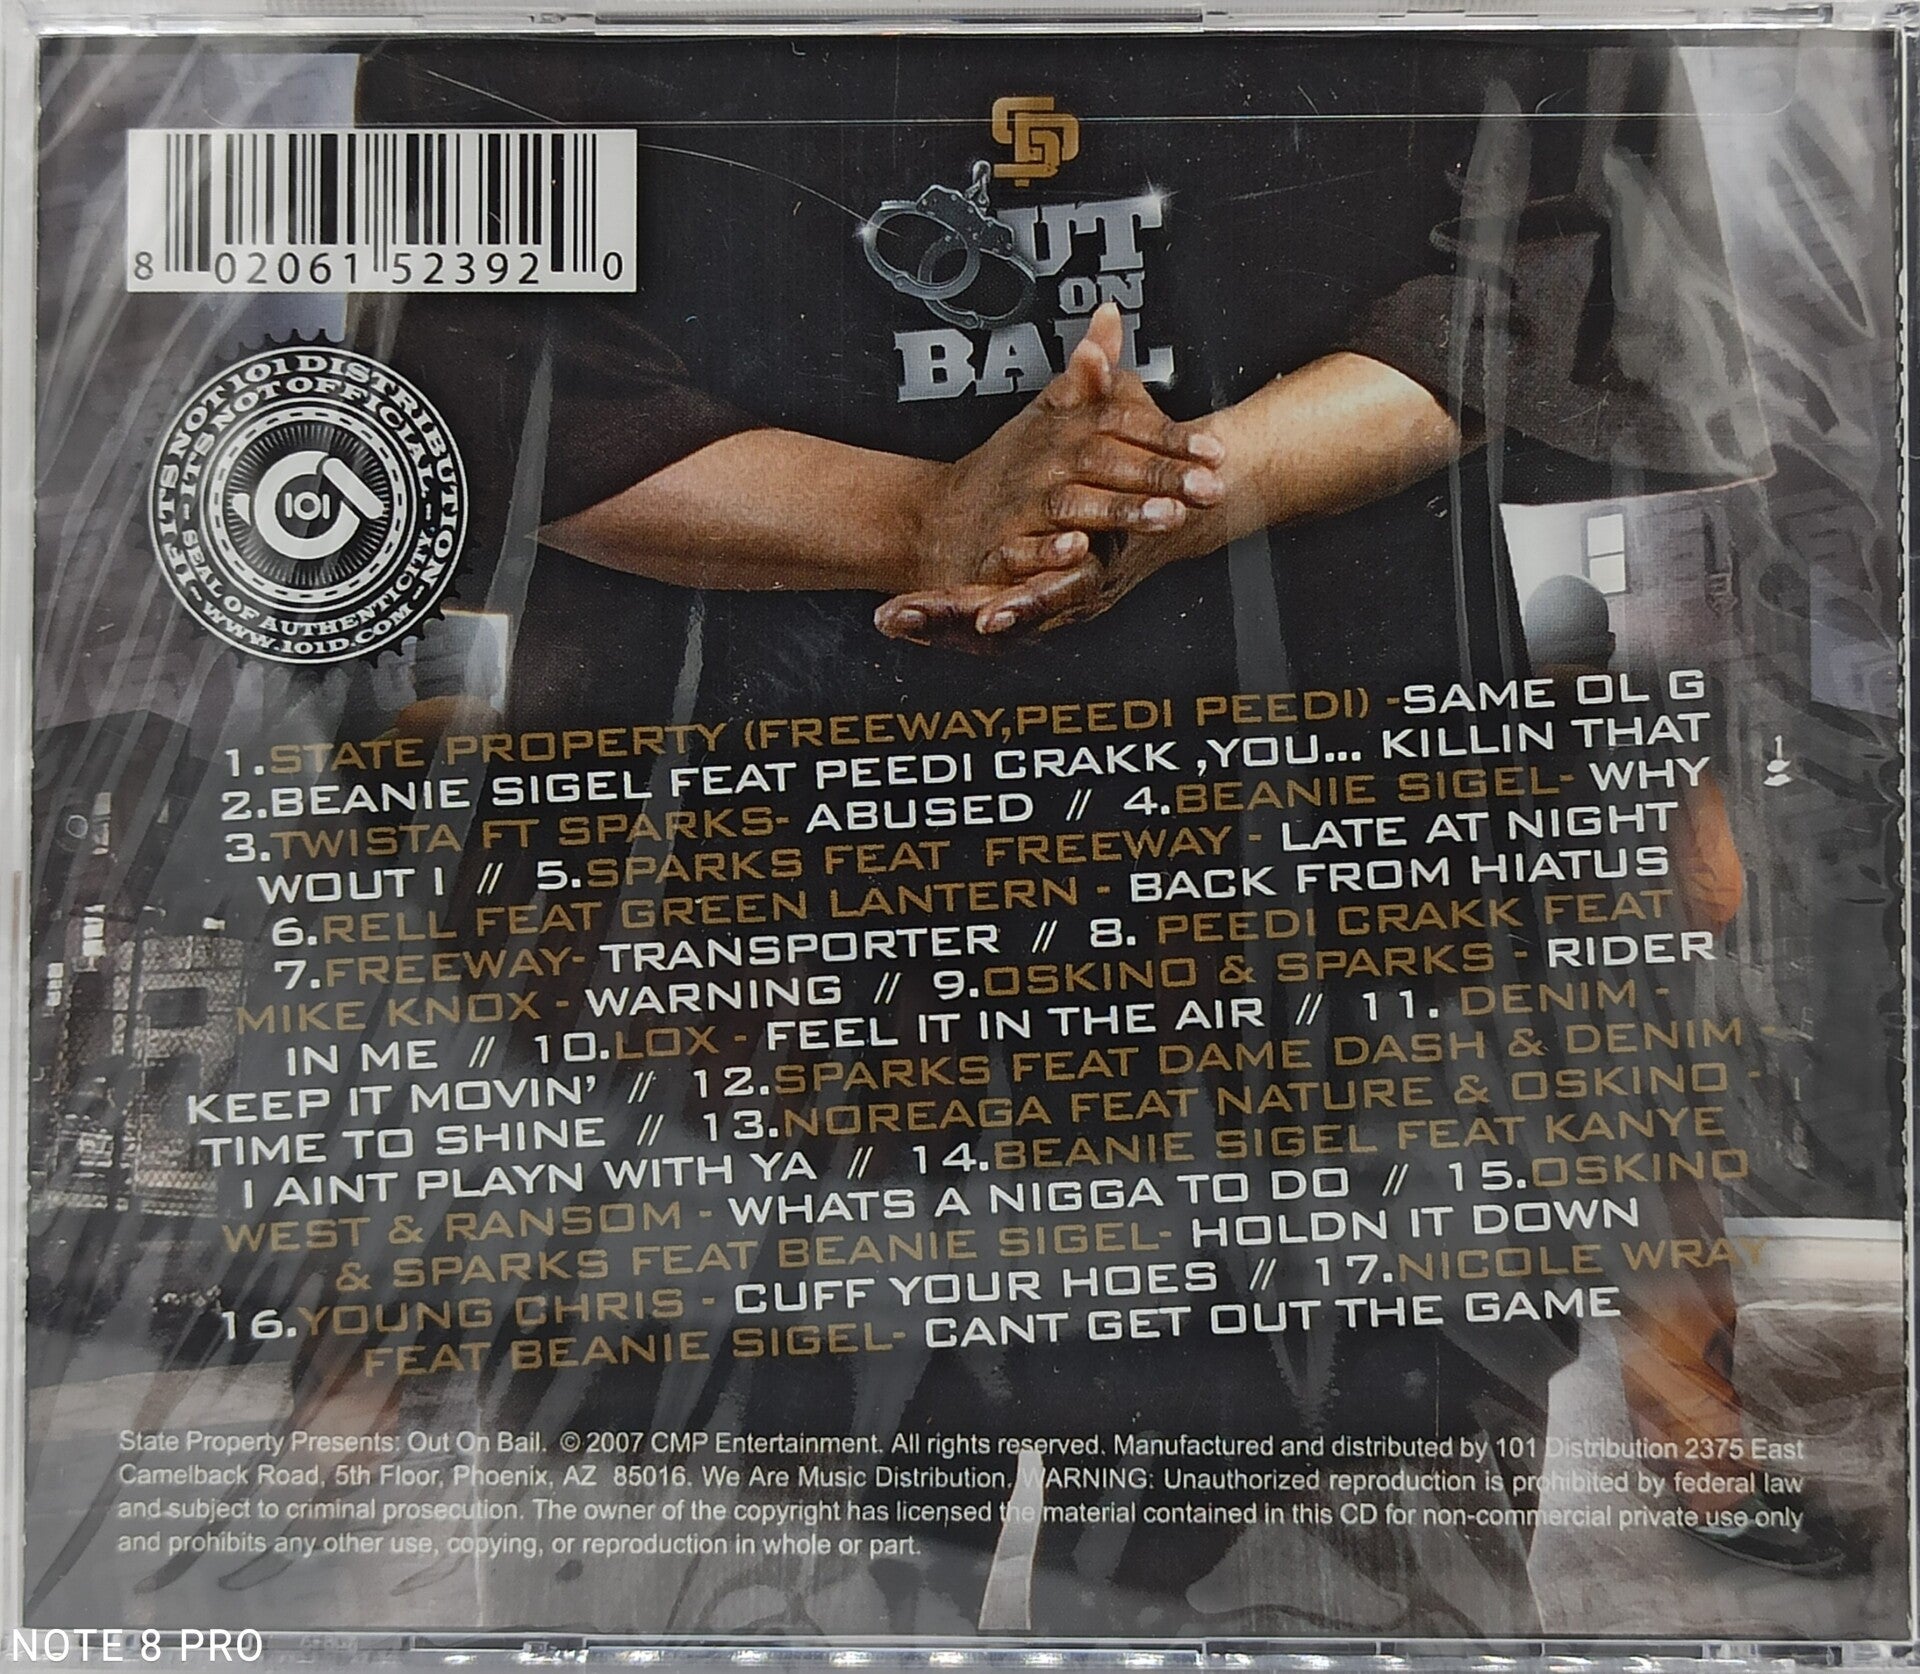 SP
OUT
ON
BAIL
8 02061 52392 0
IF ITS NOT 101 DISTRIBUTION -
- ITS NOT OFFICIAL. -
SEAL OF AUTHENTICITY.
WWW.101D.COM
101
1.STATE PROPERTY (FREEWAY,PEEDI PEEDI) -SAME OL G
2.BEANIE SIGEL FEAT PEEDI CRAKK ,YOU... KILLIN THAT
3.TWISTA FT SPARKS- ABUSED // 4.BEANIE SIGEL- WHY
WOUT I // 5.SPARKS FEAT FREEWAY - LATE AT NIGHT
6.RELL FEAT GREEN LANTERN - BACK FROM HIATUS
7.FREEWAY- TRANSPORTER // 8. PEEDI CRAKK FEAT
MIKE KNOX - WARNING // 9.OSKINO & SPARKS - RIDER
IN ME // 10.LOX - FEEL IT IN THE AIR // 11. DENIM -
KEEP IT MOVIN' // 12.SPARKS FEAT DAME DASH & DENIM -
TIME TO SHINE // 13.NOREAGA FEAT NATURE & OSKINO -
I AINT PLAYN WITH YA // 14.BEANIE SIGEL FEAT KANYE
WEST & RANSOM - WHATS A NIGGA TO DO // 15.OSKINO
& SPARKS FEAT BEANIE SIGEL- HOLDN IT DOWN
16.YOUNG CHRIS - CUFF YOUR HOES // 17.NICOLE WRAY
FEAT BEANIE SIGEL- CANT GET OUT THE GAME
State Property Presents: Out On Bail. © 2007 CMP Entertainment. All rights reserved. Manufactured and distributed by 101 Distribution 2375 East
Camelback Road, 5th Floor, Phoenix, AZ 85016. We Are Music Distribution. WARNING: Unauthorized reproduction is prohibited by federal law
and subject to criminal prosecution. The owner of the copyright has licensed the material contained in this CD for non-commercial private use only
and prohibits any other use, copying, or reproduction in whole or part.
NOTE 8 PRO